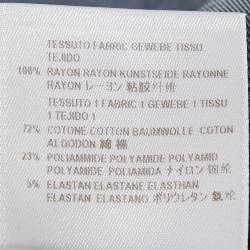 TESSUTO FABRIC GEWEBE TISSU
TEJIDO
100% RAYON RAYON KUNSTSEIDE RAYONNE
RAYON レーヨン 粘胶纤维
TESSUTO 1 FABRIC 1 GEWEBE 1 TISSU
1 TEJIDO 1
72% COTONE COTTON BAUMWOLLE COTON
ALGODON 綿 棉
23% POLIAMMIDE POLYAMIDE POLYAMID
POLYAMIDE POLIAMIDA ナイロン 锦纶
5% ELASTAN ELASTANE ELASTHAN
ELASTAN ELASTANO ポリウレタン 氨纶